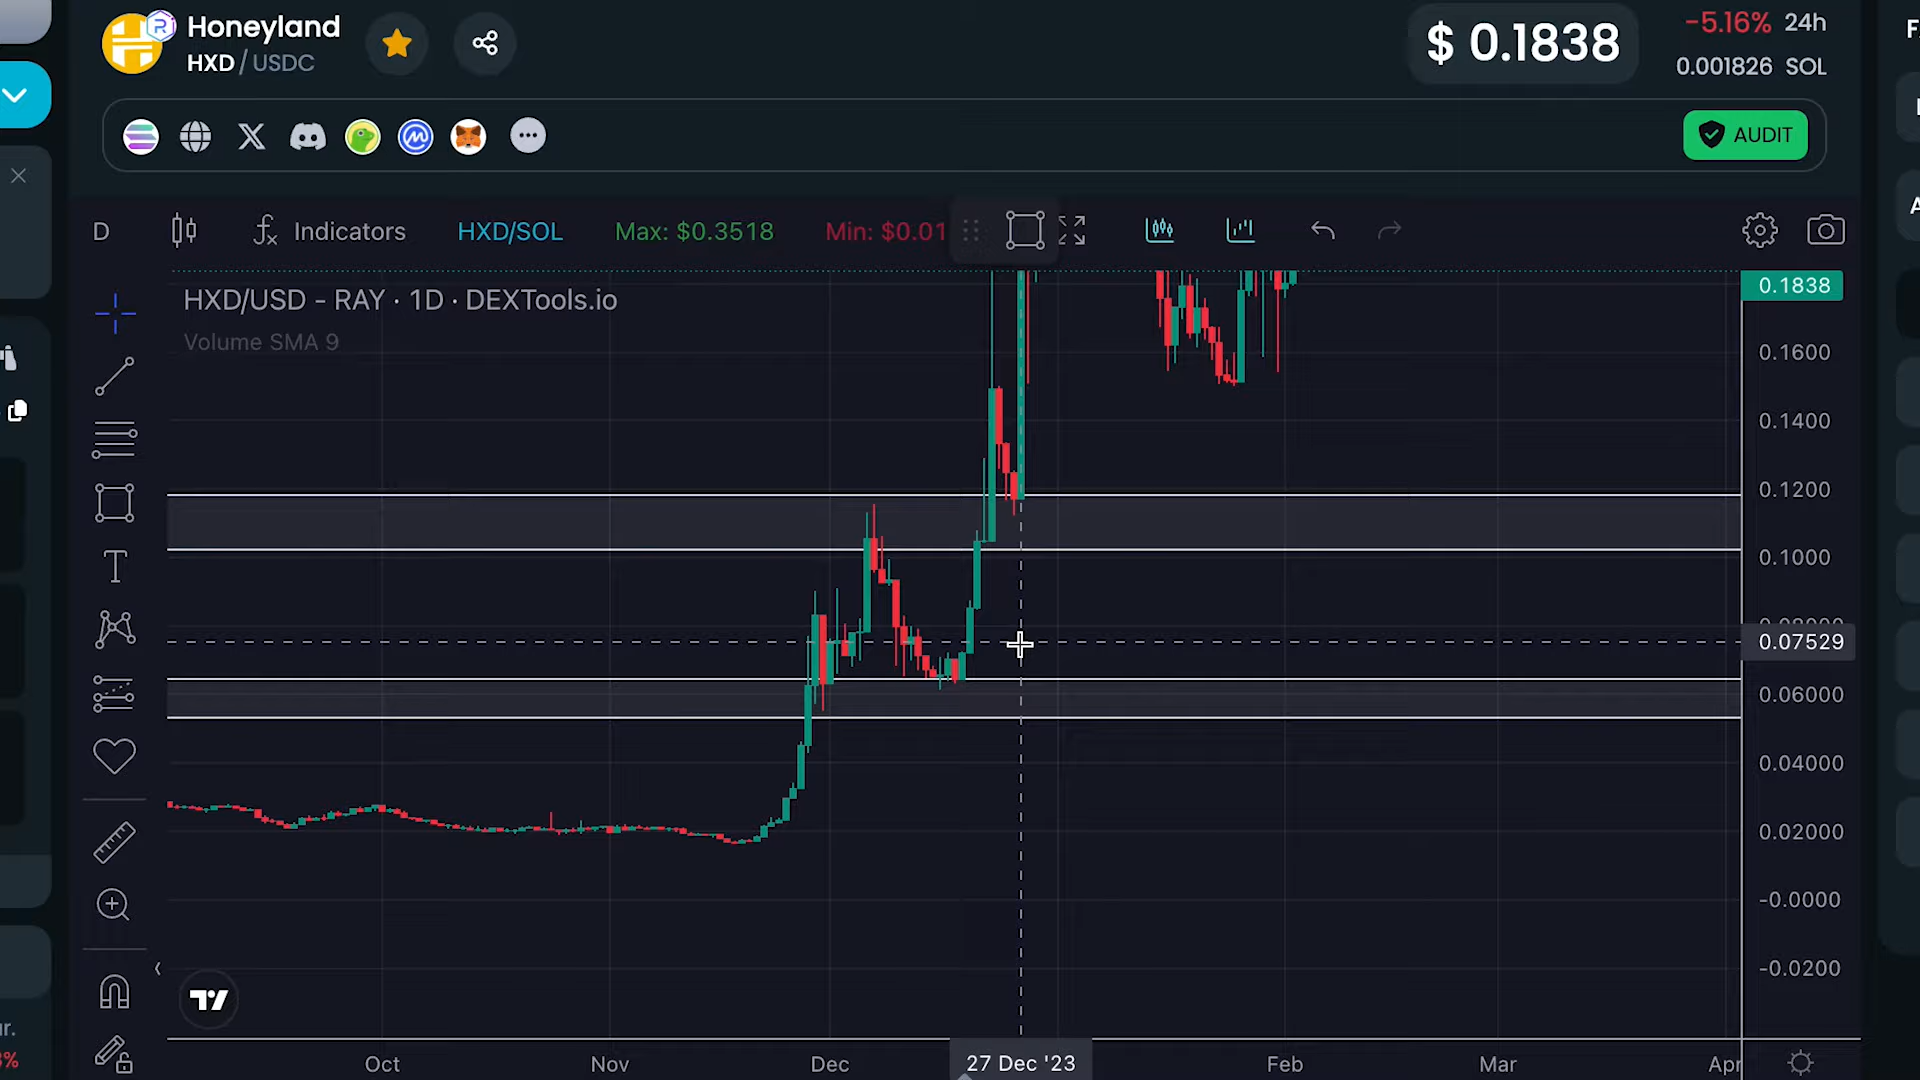 Honeyland
HXD / USDC
$ 0.1838
-5.16% 24h
0.001826 SOL
AUDIT
D
Indicators
HXD/SOL
Max: $0.3518
Min: $0.01
HXD/USD - RAY · 1D · DEXTools.io
Volume SMA 9
0.1838
0.1600
0.1400
0.1200
0.1000
0.07529
0.06000
0.04000
0.02000
-0.0000
-0.0200
Oct
Nov
Dec
27 Dec '23
Feb
Mar
Apr